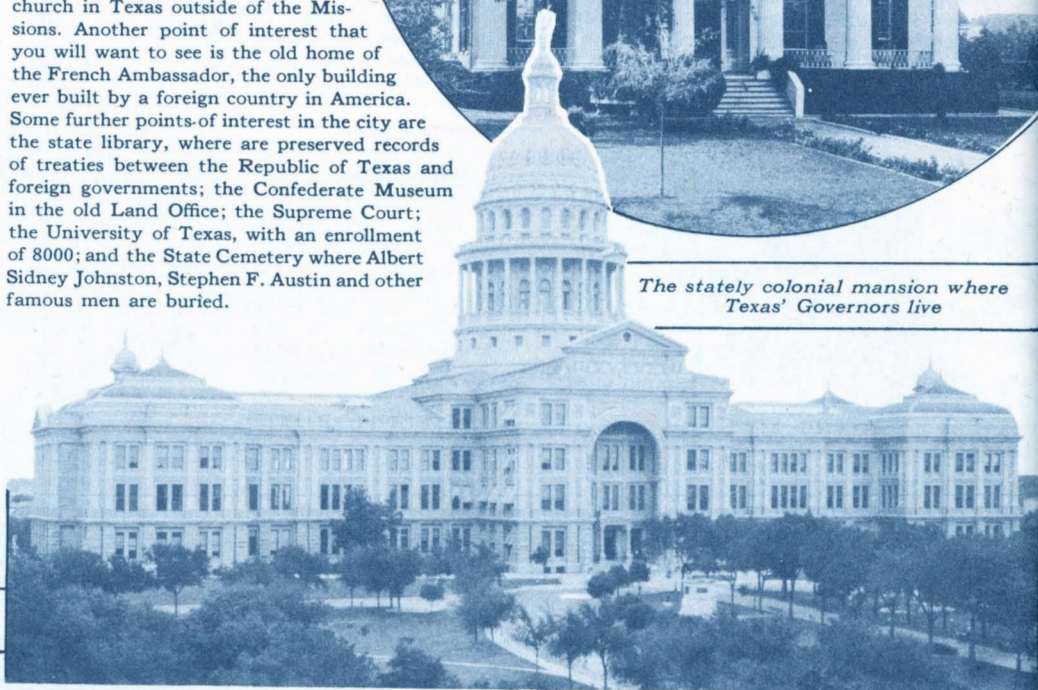 church in Texas outside of the Mis-
sions. Another point of interest that
you will want to see is the old home of
the French Ambassador, the only building
ever built by a foreign country in America.
Some further points of interest in the city are
the state library, where are preserved records
of treaties between the Republic of Texas and
foreign governments; the Confederate Museum
in the old Land Office; the Supreme Court;
the University of Texas, with an enrollment
of 8000; and the State Cemetery where Albert
Sidney Johnston, Stephen F. Austin and other
famous men are buried.
The stately colonial mansion where
Texas' Governors live